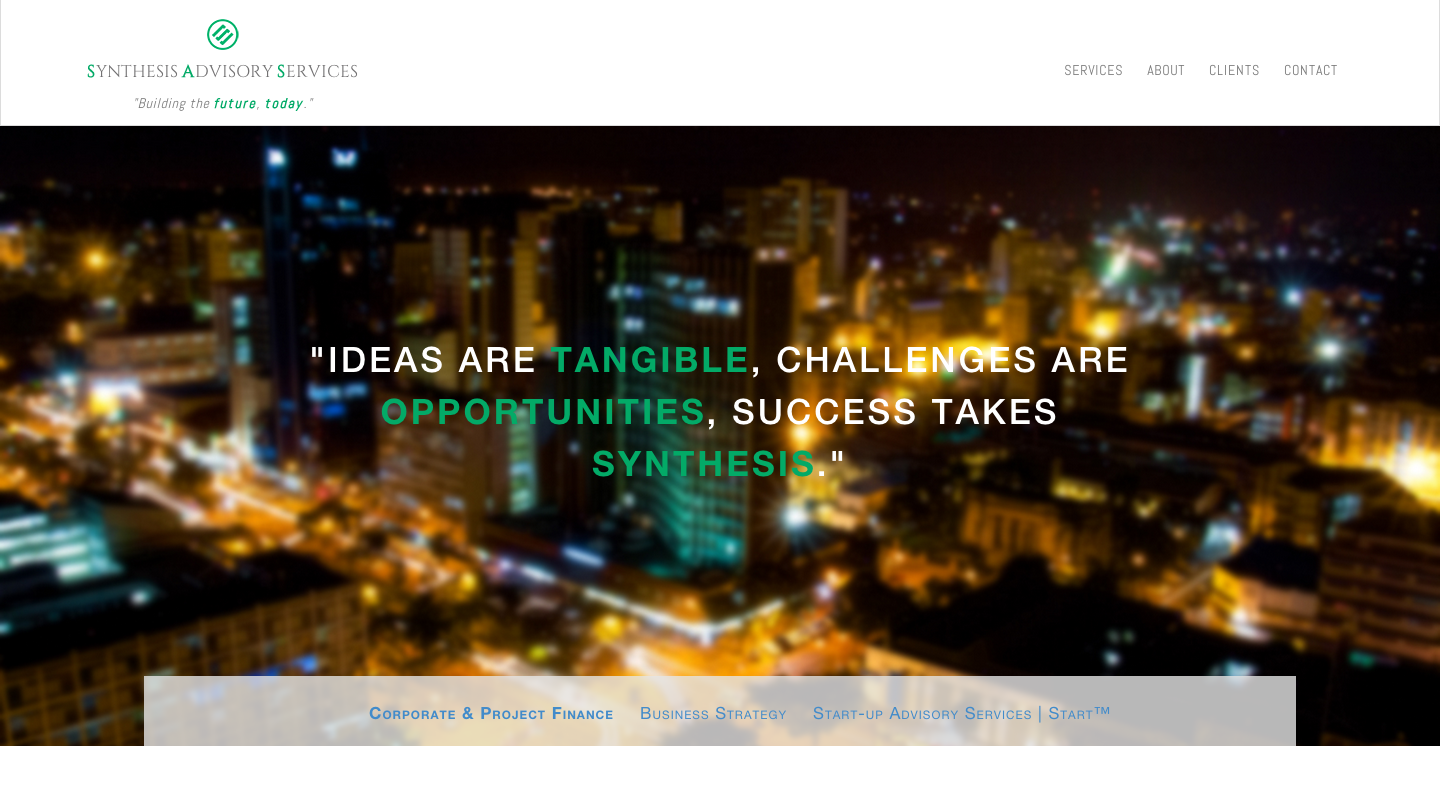 SYNTHESIS ADVISORY SERVICES
"Building the future, today."
SERVICES ABOUT CLIENTS CONTACT
"IDEAS ARE TANGIBLE, CHALLENGES ARE
OPPORTUNITIES, SUCCESS TAKES
SYNTHESIS."
Corporate & Project Finance Business Strategy Start-up Advisory Services | Start™